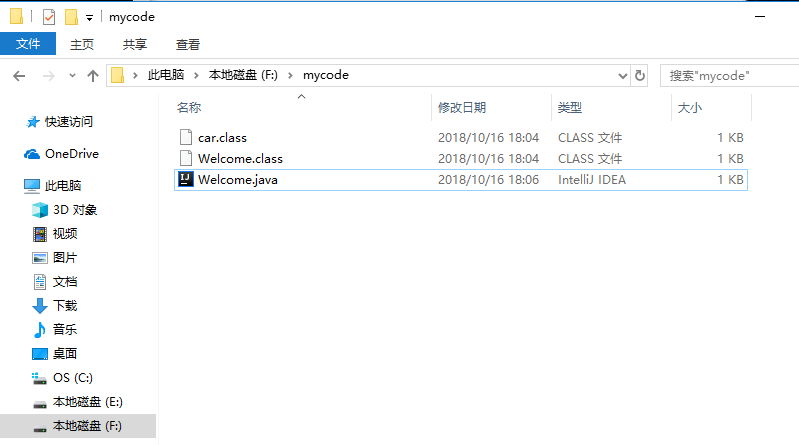 mycode
文件 主页 共享 查看
此电脑 本地磁盘 (F:) mycode 搜索"mycode"
名称 修改日期 类型 大小
car.class 2018/10/16 18:04 CLASS 文件 1 KB
Welcome.class 2018/10/16 18:04 CLASS 文件 1 KB
Welcome.java 2018/10/16 18:06 IntelliJ IDEA 1 KB
快速访问
OneDrive
此电脑
3D 对象
视频
图片
文档
下载
音乐
桌面
OS (C:)
本地磁盘 (E:)
本地磁盘 (F:)